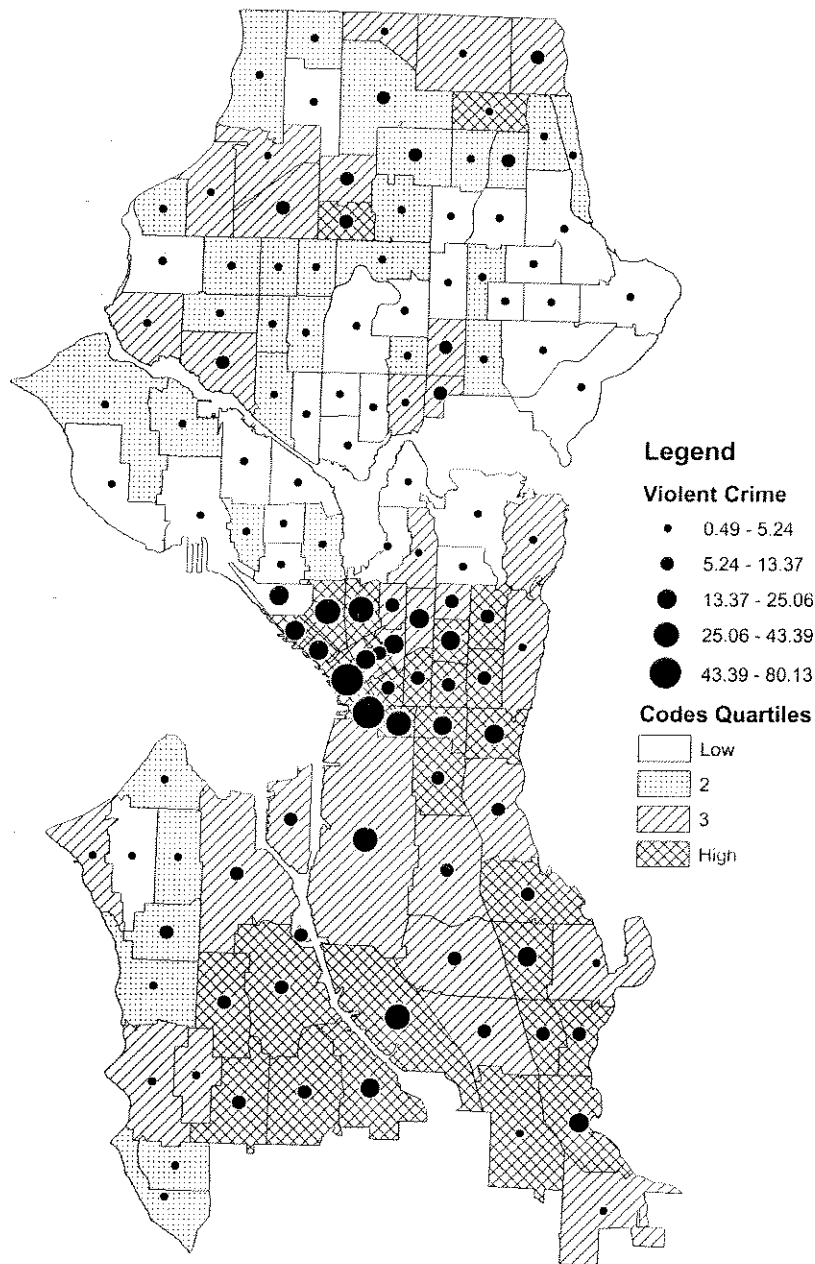 Legend
Violent Crime
0.49 - 5.24
5.24 - 13.37
13.37 - 25.06
25.06 - 43.39
43.39 - 80.13
Codes Quartiles
Low
2
3
High